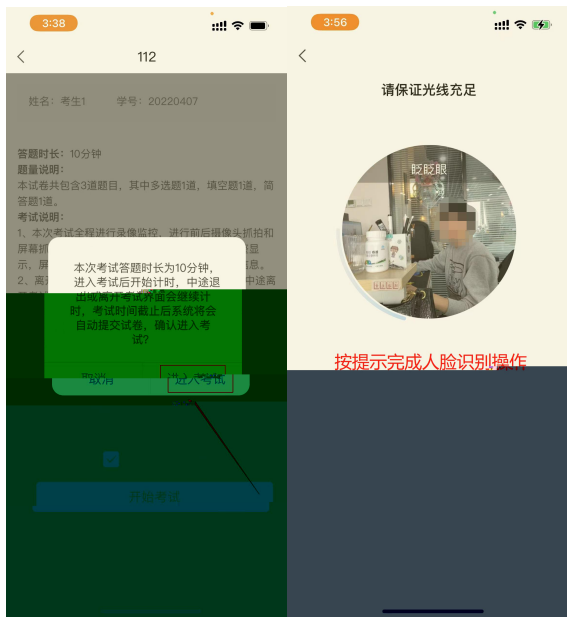 3:38
112
姓名：考生1 学号：20220407
答题时长：10分钟
题量说明：
本试卷共包含3道题目，其中多选题1道，填空题1道，简
答题1道。
考试说明：
1、本次考试全程进行录像监控，进行前后摄像头抓拍和
屏幕抓
示，屏
息。
2、离
中途离
本次考试答题时长为10分钟，
进入考试后开始计时，中途退
出或离开考试界面会继续计
时，考试时间截止后系统将会
自动提交试卷，确认进入考
试？
取消 进入考试
开始考试
3:56
请保证光线充足
眨眨眼
按提示完成人脸识别操作